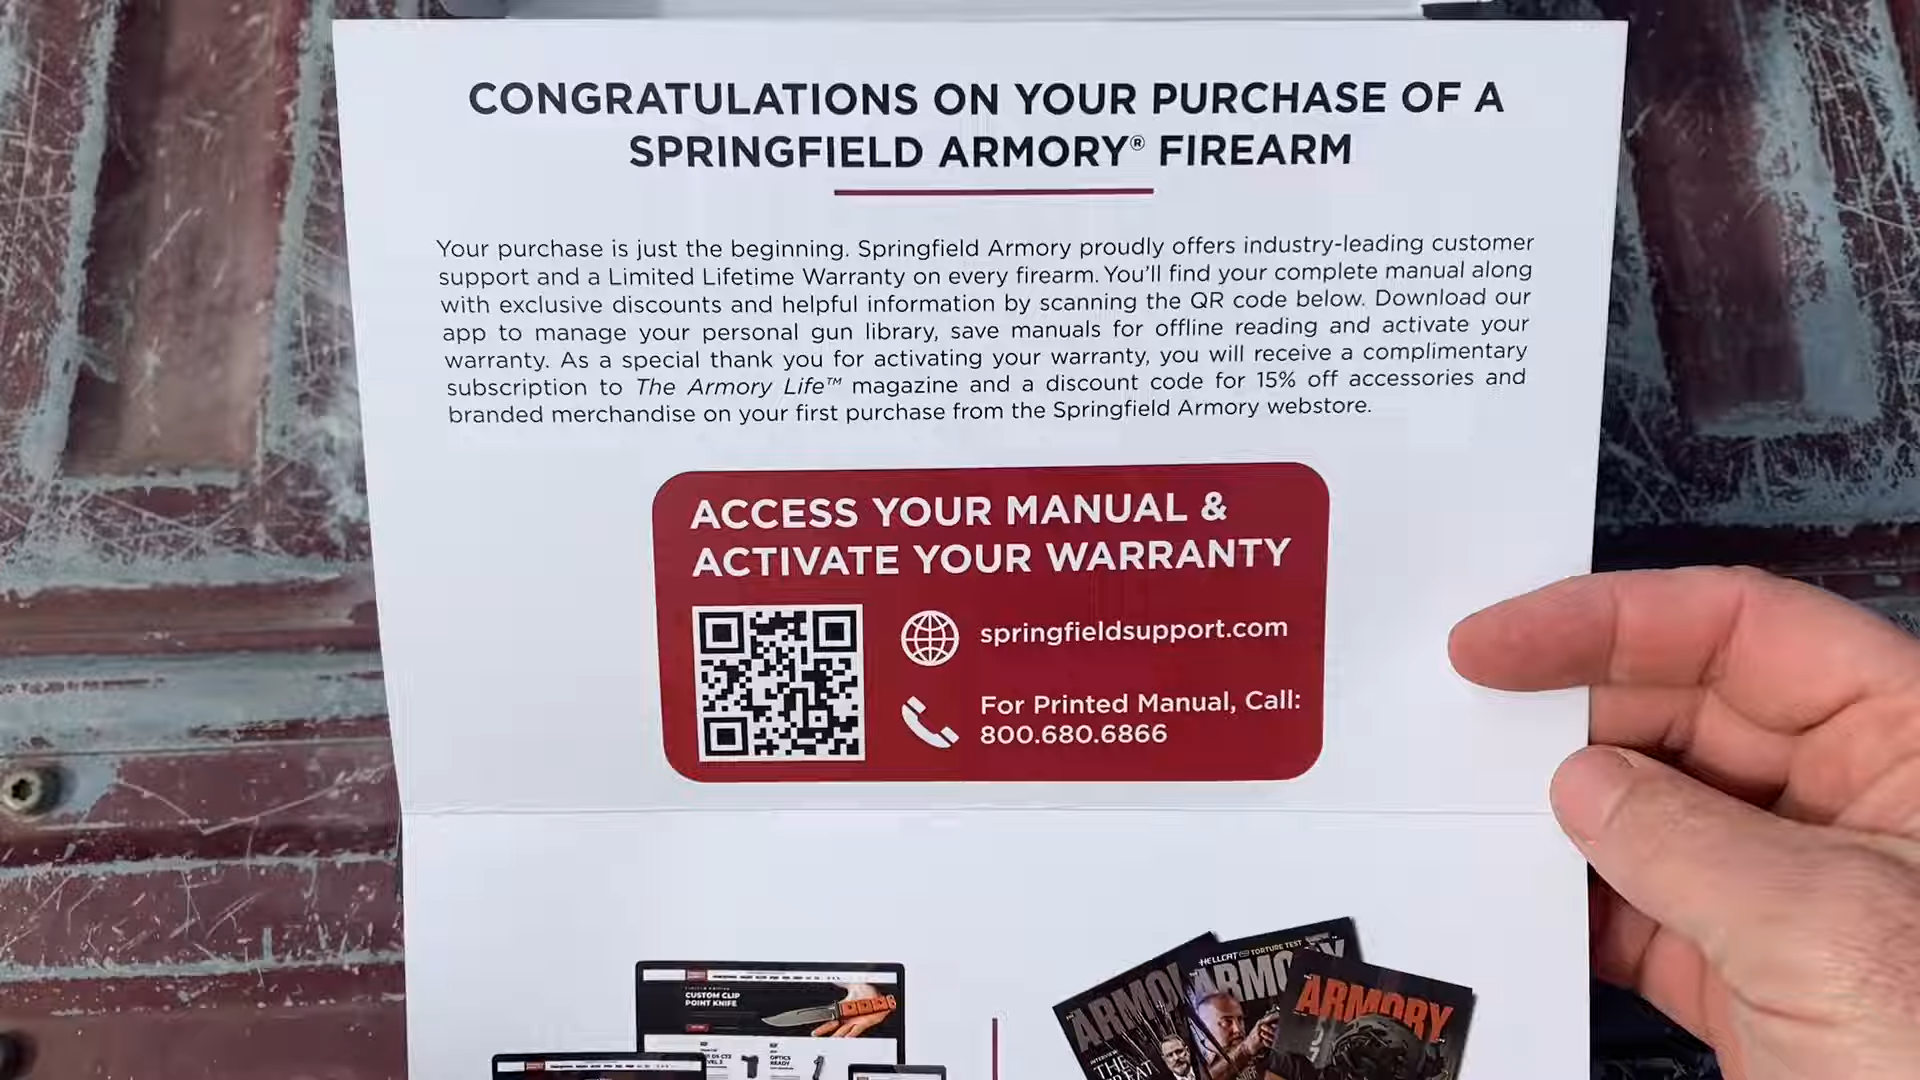 CONGRATULATIONS ON YOUR PURCHASE OF A
SPRINGFIELD ARMORY® FIREARM
Your purchase is just the beginning. Springfield Armory proudly offers industry-leading customer
support and a Limited Lifetime Warranty on every firearm. You'll find your complete manual along
with exclusive discounts and helpful information by scanning the QR code below. Download our
app to manage your personal gun library, save manuals for offline reading and activate your
warranty. As a special thank you for activating your warranty, you will receive a complimentary
subscription to The Armory Life™ magazine and a discount code for 15% off accessories and
branded merchandise on your first purchase from the Springfield Armory webstore.
ACCESS YOUR MANUAL &
ACTIVATE YOUR WARRANTY
springfieldsupport.com
For Printed Manual, Call:
800.680.6866
CUSTOM CLIP
POINT KNIFE
OPTICS
READY
HELLCAT
TORTURE TEST
ARMORY
THE